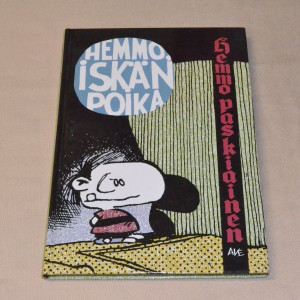 HEMMO,
iSKÄN
POIKA
Hemmo paskiainen
AVE